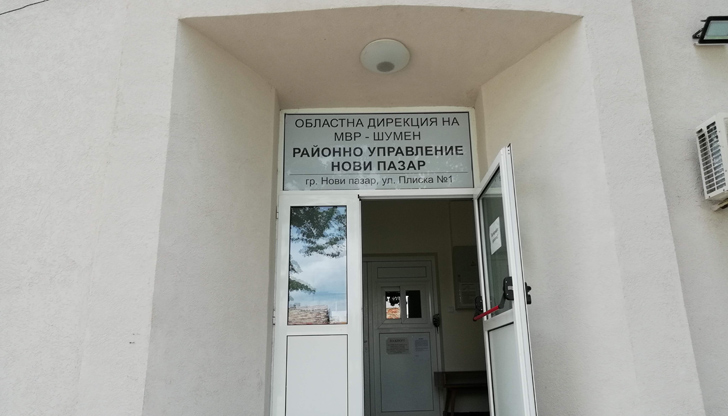 ОБЛАСТНА ДИРЕКЦИЯ НА
МВР - ШУМЕН
РАЙОННО УПРАВЛЕНИЕ
НОВИ ПАЗАР
гр. Нови пазар, ул. Плиска №1